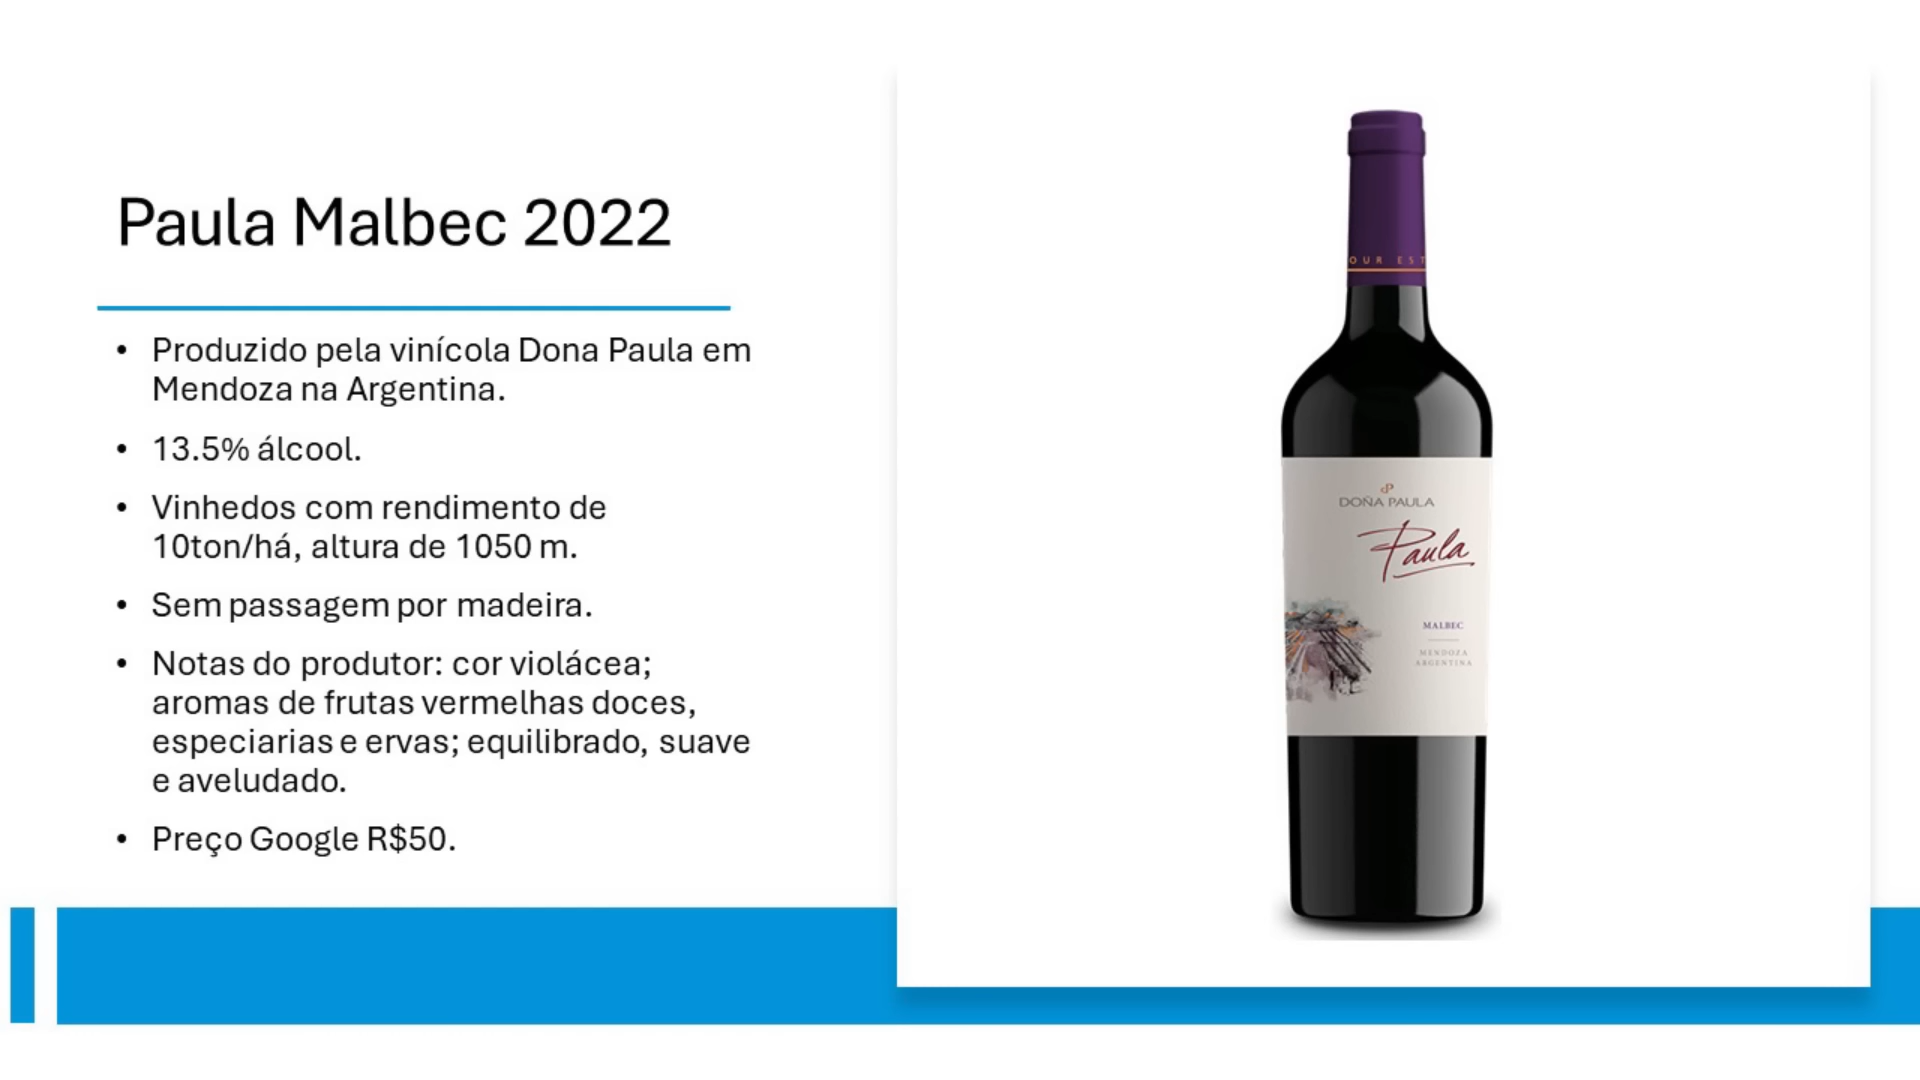 Paula Malbec 2022
• Produzido pela vinícola Dona Paula em
Mendoza na Argentina.
• 13.5% álcool.
• Vinhedos com rendimento de
10ton/há, altura de 1050 m.
• Sem passagem por madeira.
• Notas do produtor: cor violácea;
aromas de frutas vermelhas doces,
especiarias e ervas; equilibrado, suave
e aveludado.
• Preço Google R$50.
OUR EST
DOÑA PAULA
Paula
MALBEC
MENDOZA
ARGENTINA